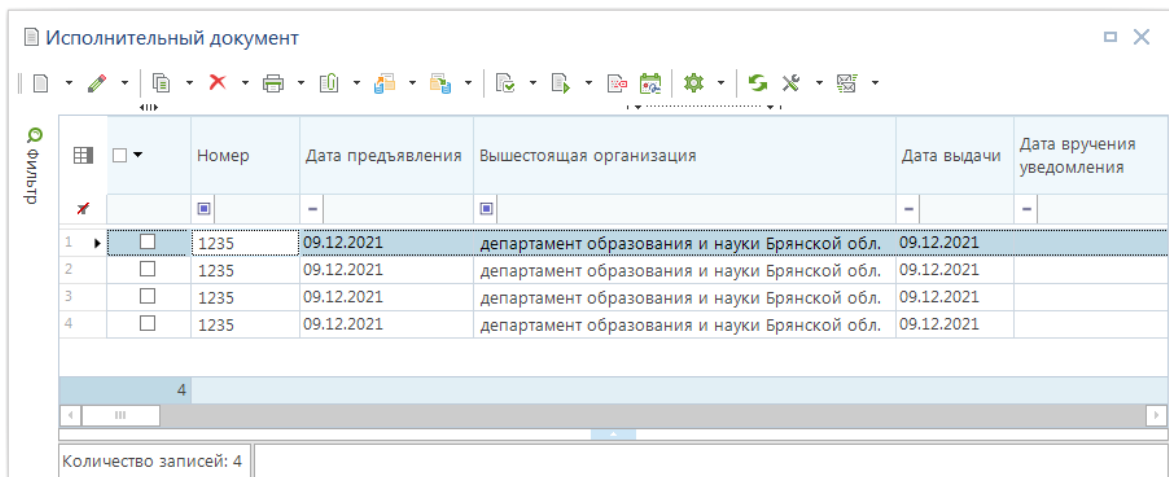 Исполнительный документ
Фильтр
Номер Дата предъявления Вышестоящая организация Дата выдачи Дата вручения
уведомления
1 1235 09.12.2021 департамент образования и науки Брянской обл. 09.12.2021
2 1235 09.12.2021 департамент образования и науки Брянской обл. 09.12.2021
3 1235 09.12.2021 департамент образования и науки Брянской обл. 09.12.2021
4 1235 09.12.2021 департамент образования и науки Брянской обл. 09.12.2021
4
Количество записей: 4